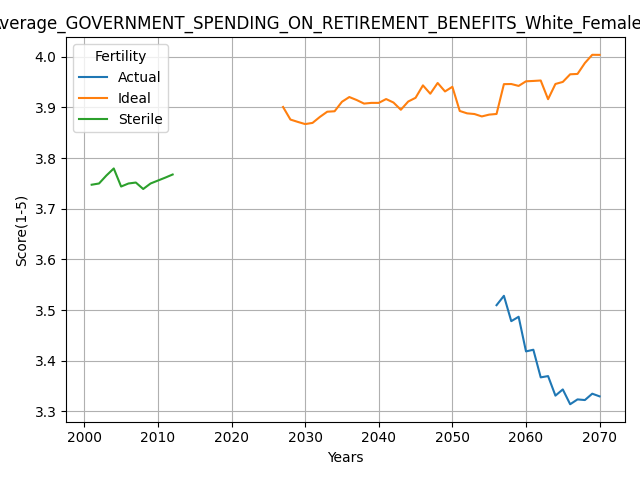 verage_GOVERNMENT_SPENDING_ON_RETIREMENT_BENEFITS_White_Female
Fertility
Actual
Ideal
Sterile
Score(1-5)
4.0
3.9
3.8
3.7
3.6
3.5
3.4
3.3
2000 2010 2020 2030 2040 2050 2060 2070
Years